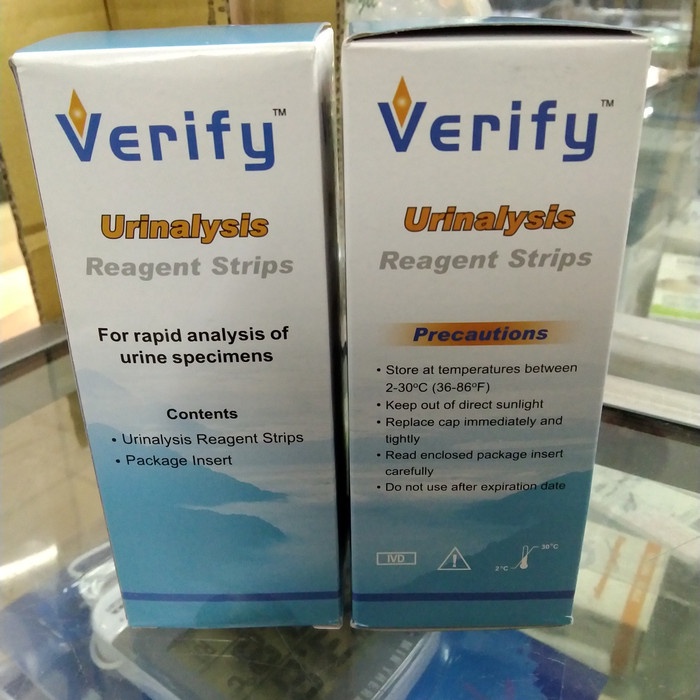 Verify™
Urinalysis
Reagent Strips
For rapid analysis of
urine specimens
Contents
• Urinalysis Reagent Strips
• Package Insert
Verify™
Urinalysis
Reagent Strips
Precautions
• Store at temperatures between
2-30ºC (36-86ºF)
• Keep out of direct sunlight
• Replace cap immediately and
tightly
• Read enclosed package insert
carefully
• Do not use after expiration date
IVD
2°C